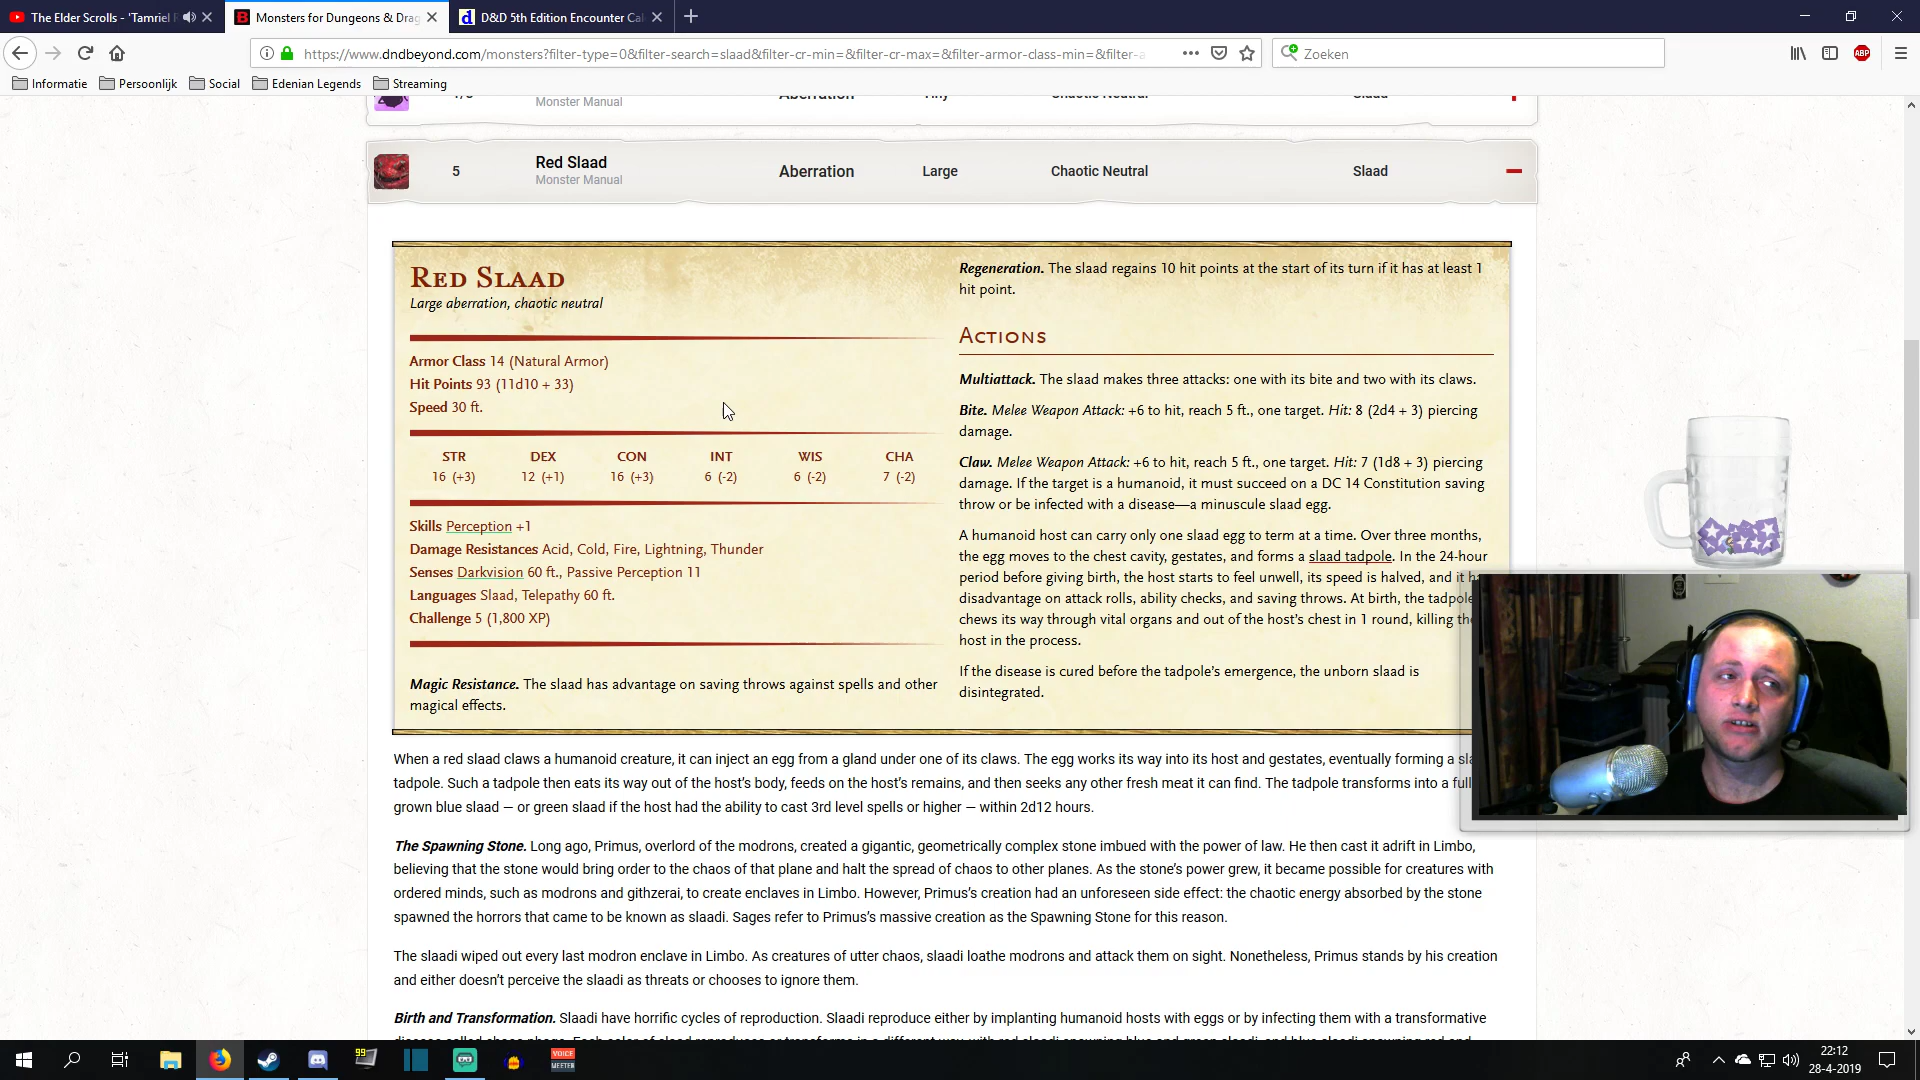 The Elder Scrolls - 'Tamriel
Monsters for Dungeons & Drag
D&D 5th Edition Encounter Cal
https://www.dndbeyond.com/monsters?filter-type=0&filter-search=slaad&filter-cr-min=&filter-cr-max=&filter-armor-class-min=&filter-a
Zoeken
ABP
Informatie Persoonlijk Social Edenian Legends Streaming
Monster Manual Aberration Tiny Chaotic Neutral Slaad
5 Red Slaad Aberration Large Chaotic Neutral Slaad
Monster Manual
Red Slaad
Large aberration, chaotic neutral
Armor Class 14 (Natural Armor)
Hit Points 93 (11d10 + 33)
Speed 30 ft.
STR DEX CON INT WIS CHA
16 (+3) 12 (+1) 16 (+3) 6 (-2) 6 (-2) 7 (-2)
Skills Perception +1
Damage Resistances Acid, Cold, Fire, Lightning, Thunder
Senses Darkvision 60 ft., Passive Perception 11
Languages Slaad, Telepathy 60 ft.
Challenge 5 (1,800 XP)
Magic Resistance. The slaad has advantage on saving throws against spells and other
magical effects.
Regeneration. The slaad regains 10 hit points at the start of its turn if it has at least 1
hit point.
Actions
Multiattack. The slaad makes three attacks: one with its bite and two with its claws.
Bite. Melee Weapon Attack: +6 to hit, reach 5 ft., one target. Hit: 8 (2d4 + 3) piercing
damage.
Claw. Melee Weapon Attack: +6 to hit, reach 5 ft., one target. Hit: 7 (1d8 + 3) piercing
damage. If the target is a humanoid, it must succeed on a DC 14 Constitution saving
throw or be infected with a disease—a minuscule slaad egg.
A humanoid host can carry only one slaad egg to term at a time. Over three months,
the egg moves to the chest cavity, gestates, and forms a slaad tadpole. In the 24-hour
period before giving birth, the host starts to feel unwell, its speed is halved, and it
disadvantage on attack rolls, ability checks, and saving throws. At birth, the tadpole
chews its way through vital organs and out of the host's chest in 1 round, killing the
host in the process.
If the disease is cured before the tadpole's emergence, the unborn slaad is
disintegrated.
When a red slaad claws a humanoid creature, it can inject an egg from a gland under one of its claws. The egg works its way into its host and gestates, eventually forming a
tadpole. Such a tadpole then eats its way out of the host's body, feeds on the host's remains, and then seeks any other fresh meat it can find. The tadpole transforms into a full
grown blue slaad — or green slaad if the host had the ability to cast 3rd level spells or higher — within 2d12 hours.
The Spawning Stone. Long ago, Primus, overlord of the modrons, created a gigantic, geometrically complex stone imbued with the power of law. He then cast it adrift in Limbo,
believing that the stone would bring order to the chaos of that plane and halt the spread of chaos to other planes. As the stone's power grew, it became possible for creatures with
ordered minds, such as modrons and githzerai, to create enclaves in Limbo. However, Primus's creation had an unforeseen side effect: the chaotic energy absorbed by the stone
spawned the horrors that came to be known as slaadi. Sages refer to Primus's massive creation as the Spawning Stone for this reason.
The slaadi wiped out every last modron enclave in Limbo. As creatures of utter chaos, slaadi loathe modrons and attack them on sight. Nonetheless, Primus stands by his creation
and either doesn't perceive the slaadi as threats or chooses to ignore them.
Birth and Transformation. Slaadi have horrific cycles of reproduction. Slaadi reproduce either by implanting humanoid hosts with eggs or by infecting them with a transformative
99
VOICE
MEETER
22:12
28-4-2019